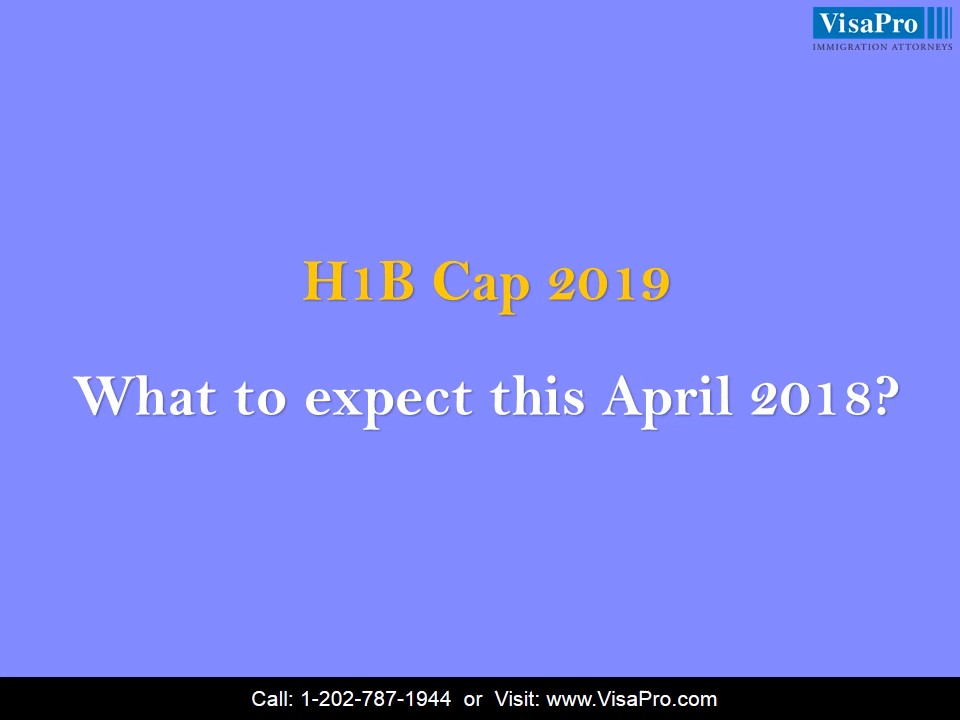 VisaPro
IMMIGRATION ATTORNEYS
H1B Cap 2019
What to expect this April 2018?
Call: 1-202-787-1944 or Visit: www.VisaPro.com